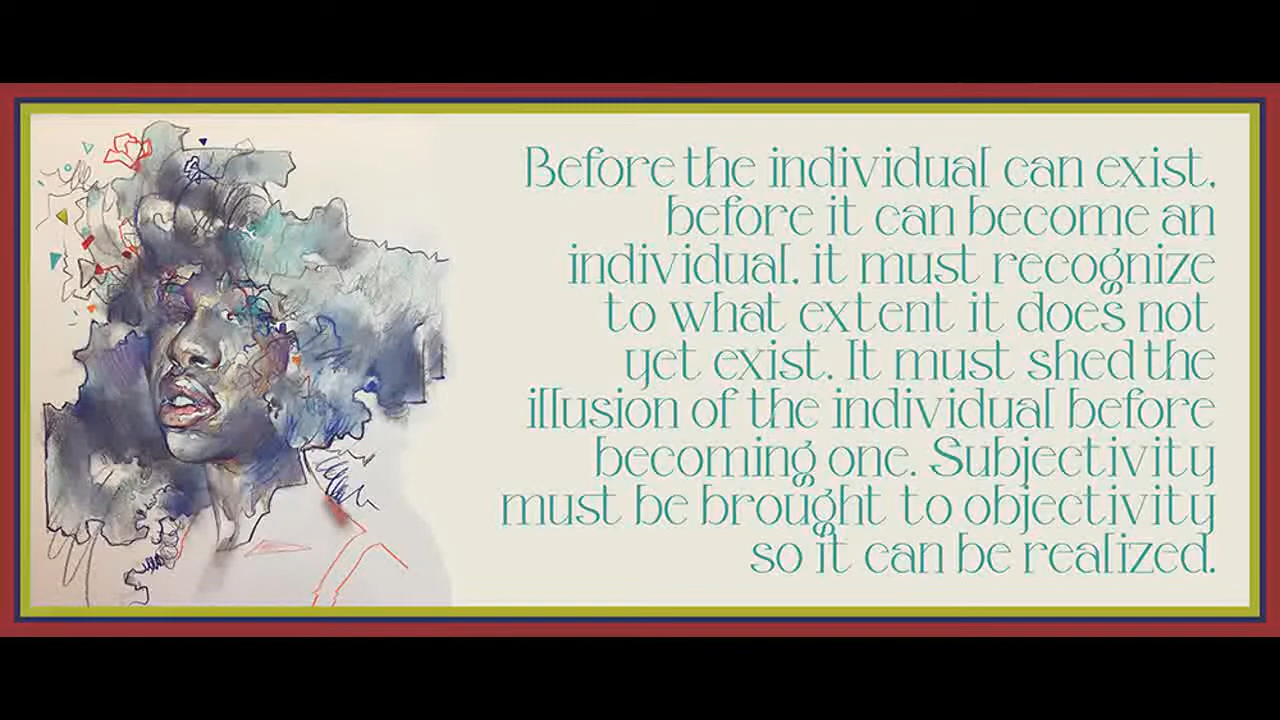 Before the individual can exist,
before it can become an
individual, it must recognize
to what extent it does not
yet exist. It must shed the
illusion of the individual before
becoming one. Subjectivity
must be brought to objectivity
so it can be realized.